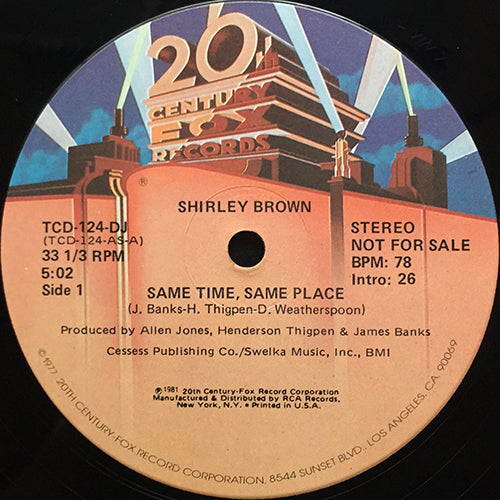 20th
CENTURY
FOX
RECORDS
®
SHIRLEY BROWN
TCD-124-DJ
(TCD-124-AS-A)
33 1/3 RPM
5:02
Side 1
STEREO
NOT FOR SALE
BPM: 78
Intro: 26
SAME TIME, SAME PLACE
(J. Banks-H. Thigpen-D. Weatherspoon)
Produced by Allen Jones, Henderson Thigpen & James Banks
Cessess Publishing Co./Swelka Music, Inc., BMI
℗ 1981 20th Century-Fox Record Corporation
Manufactured & Distributed by RCA Records,
New York, N.Y. • Printed in U.S.A.
©1977, 20TH CENTURY-FOX RECORD CORPORATION, 8544 SUNSET BLVD., LOS ANGELES, CA 90069